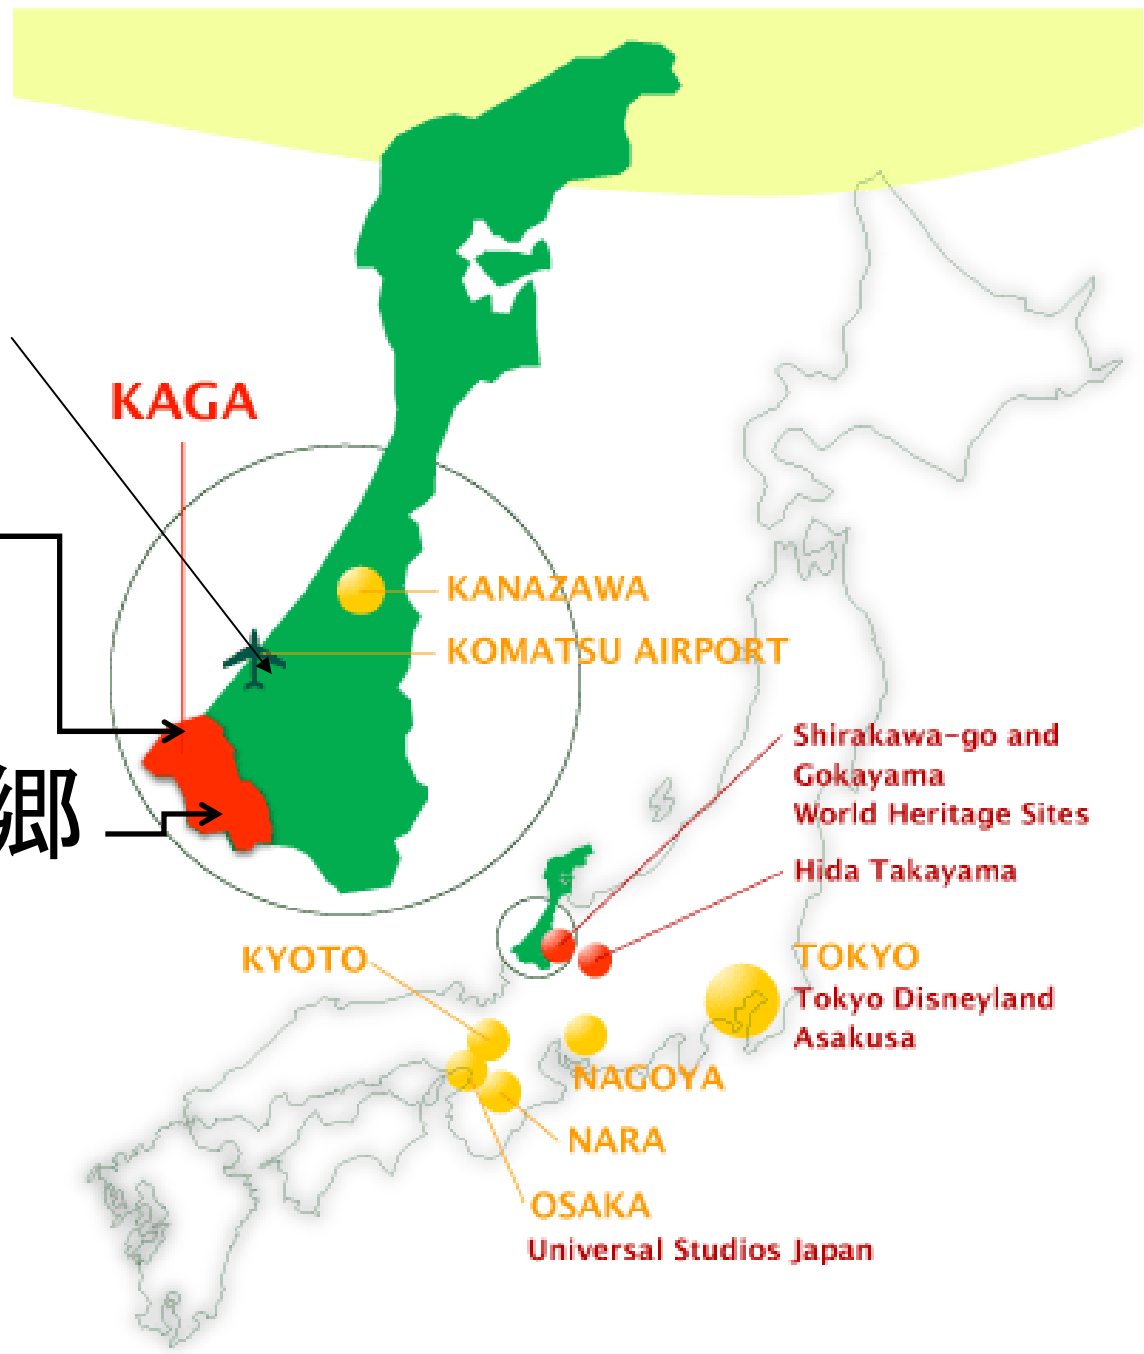 KAGA
KANAZAWA
KOMATSU AIRPORT
郷
Shirakawa-go and
Gokayama
World Heritage Sites
Hida Takayama
KYOTO
TOKYO
Tokyo Disneyland
Asakusa
NAGOYA
NARA
OSAKA
Universal Studios Japan